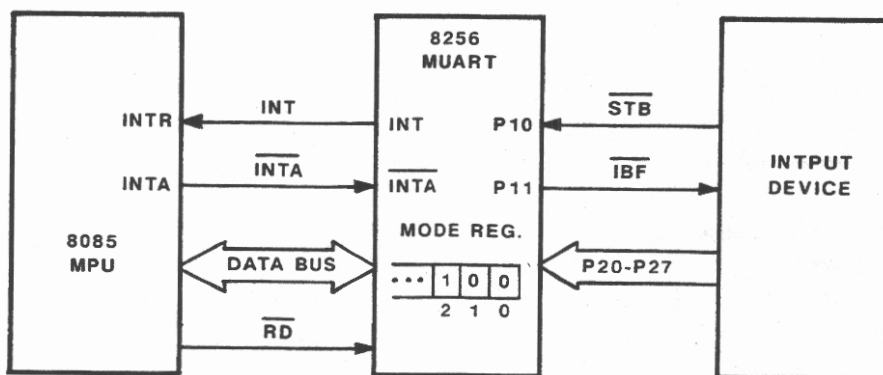 8256
MUART
INTR
INT
INT
P10
STB
INTA
INTA
INTA
P11
IBF
INTPUT
DEVICE
8085
MPU
DATA BUS
MODE REG.
••• 1 0 0
2 1 0
P20-P27
RD